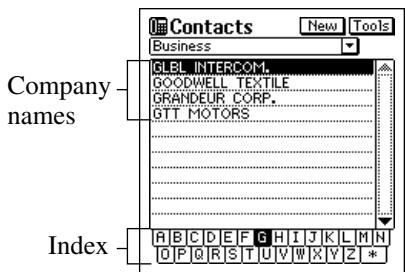 Contacts New Tools
Business
Company names
GLBL INTERCOM.
GOODWELL TEXTILE
GRANDEUR CORP.
GTT MOTORS
Index
A B C D E F G H I J K L M N
O P Q R S T U V W X Y Z *